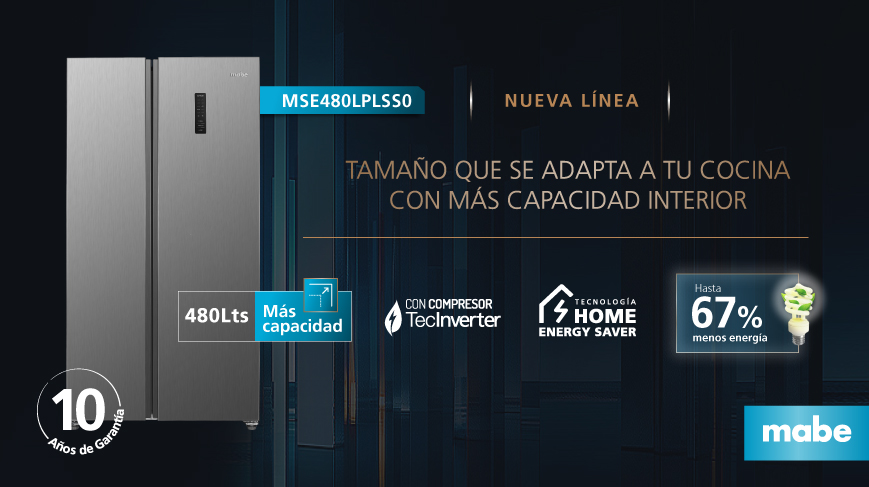 mabe
MSE480LPLSS0
NUEVA LÍNEA
TAMAÑO QUE SE ADAPTA A TU COCINA
CON MÁS CAPACIDAD INTERIOR
480Lts
Más
capacidad
CON COMPRESOR
TecInverter
TECNOLOGÍA
HOME
ENERGY SAVER
Hasta
67%
menos energía
10
Años de Garantía
mabe